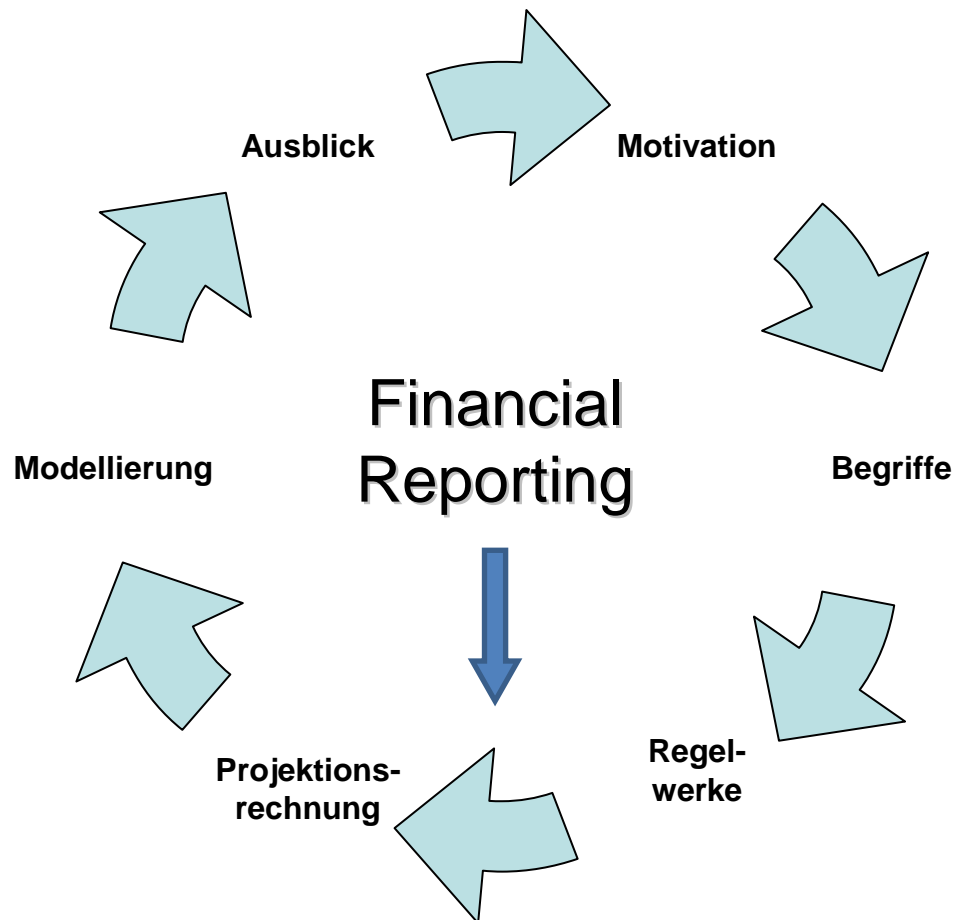 Ausblick
Motivation
Financial
Reporting
Modellierung
Begriffe
Projektions-
rechnung
Regel-
werke